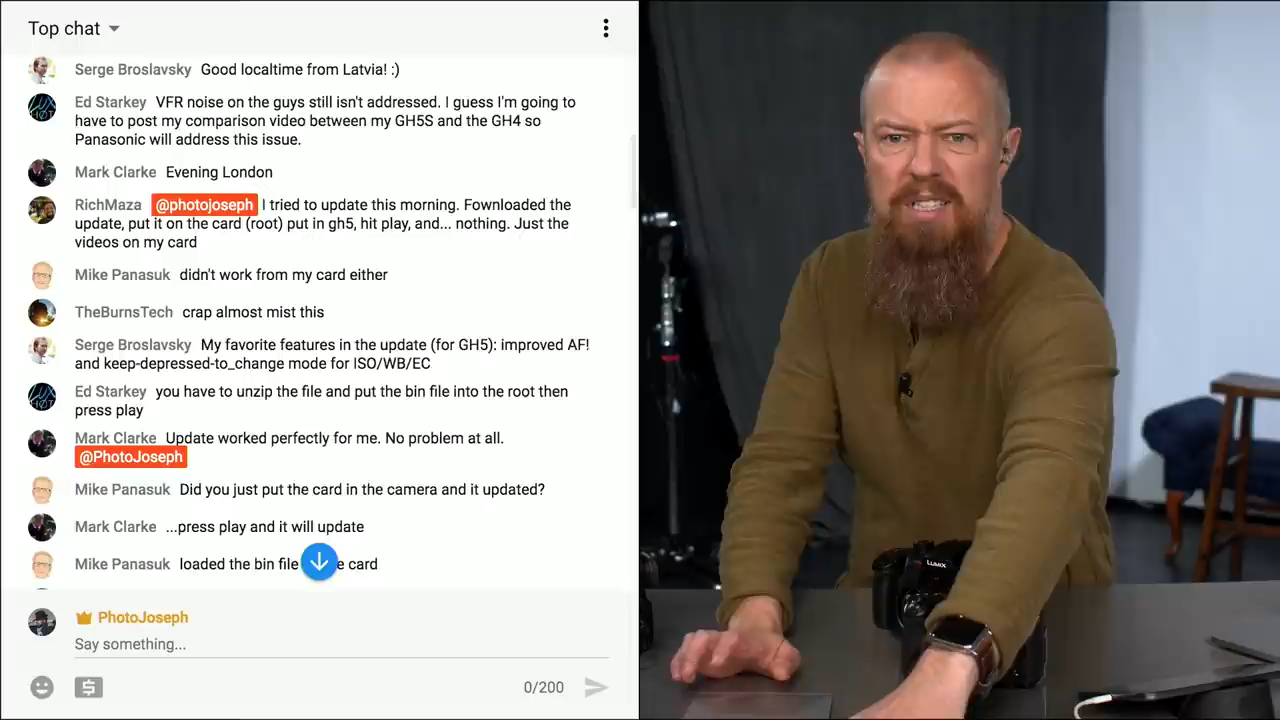 Top chat
Serge Broslavsky Good localtime from Latvia! :)
Ed Starkey VFR noise on the guys still isn't addressed. I guess I'm going to
have to post my comparison video between my GH5S and the GH4 so
Panasonic will address this issue.
Mark Clarke Evening London
RichMaza @photojoseph I tried to update this morning. Fownloaded the
update, put it on the card (root) put in gh5, hit play, and... nothing. Just the
videos on my card
Mike Panasuk didn't work from my card either
TheBurnsTech crap almost mist this
Serge Broslavsky My favorite features in the update (for GH5): improved AF!
and keep-depressed-to_change mode for ISO/WB/EC
Ed Starkey you have to unzip the file and put the bin file into the root then
press play
Mark Clarke Update worked perfectly for me. No problem at all.
@PhotoJoseph
Mike Panasuk Did you just put the card in the camera and it updated?
Mark Clarke ...press play and it will update
Mike Panasuk loaded the bin file card
PhotoJoseph
Say something...
0/200
LUMIX